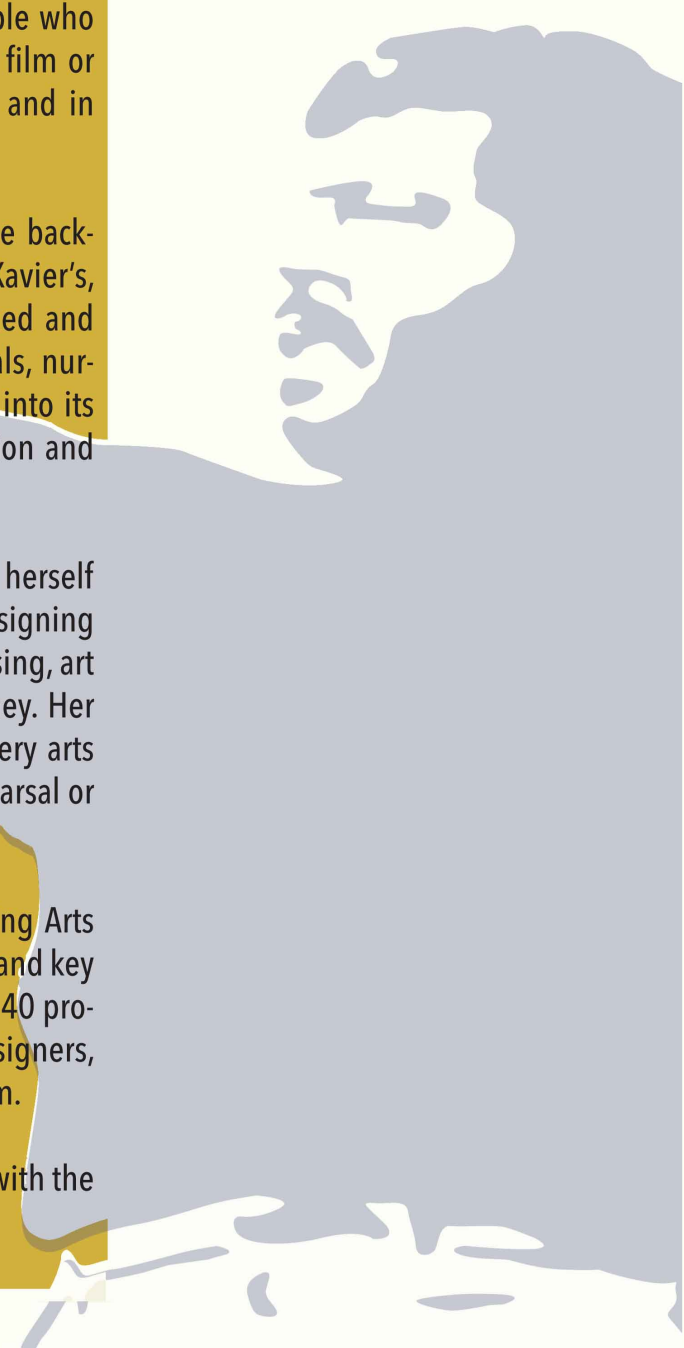 ple who
film or
and in
e back-
Xavier's,
ed and
als, nur-
into its
on and
herself
signing
sing, art
ey. Her
ery arts
arsal or
ng Arts
and key
40 pro-
signers,
m.
with the